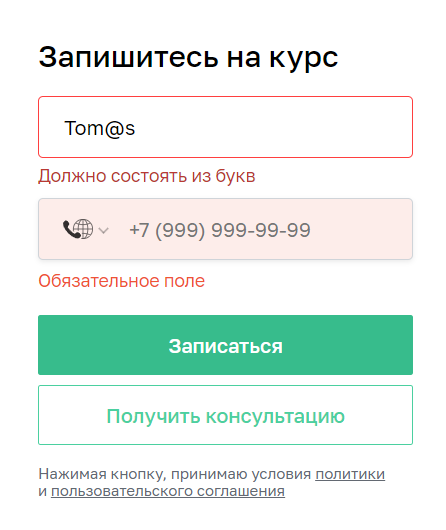 Запишитесь на курс
Tom@s
Должно состоять из букв
+7 (999) 999-99-99
Обязательное поле
Записаться
Получить консультацию
Нажимая кнопку, принимаю условия политики
и пользовательского соглашения